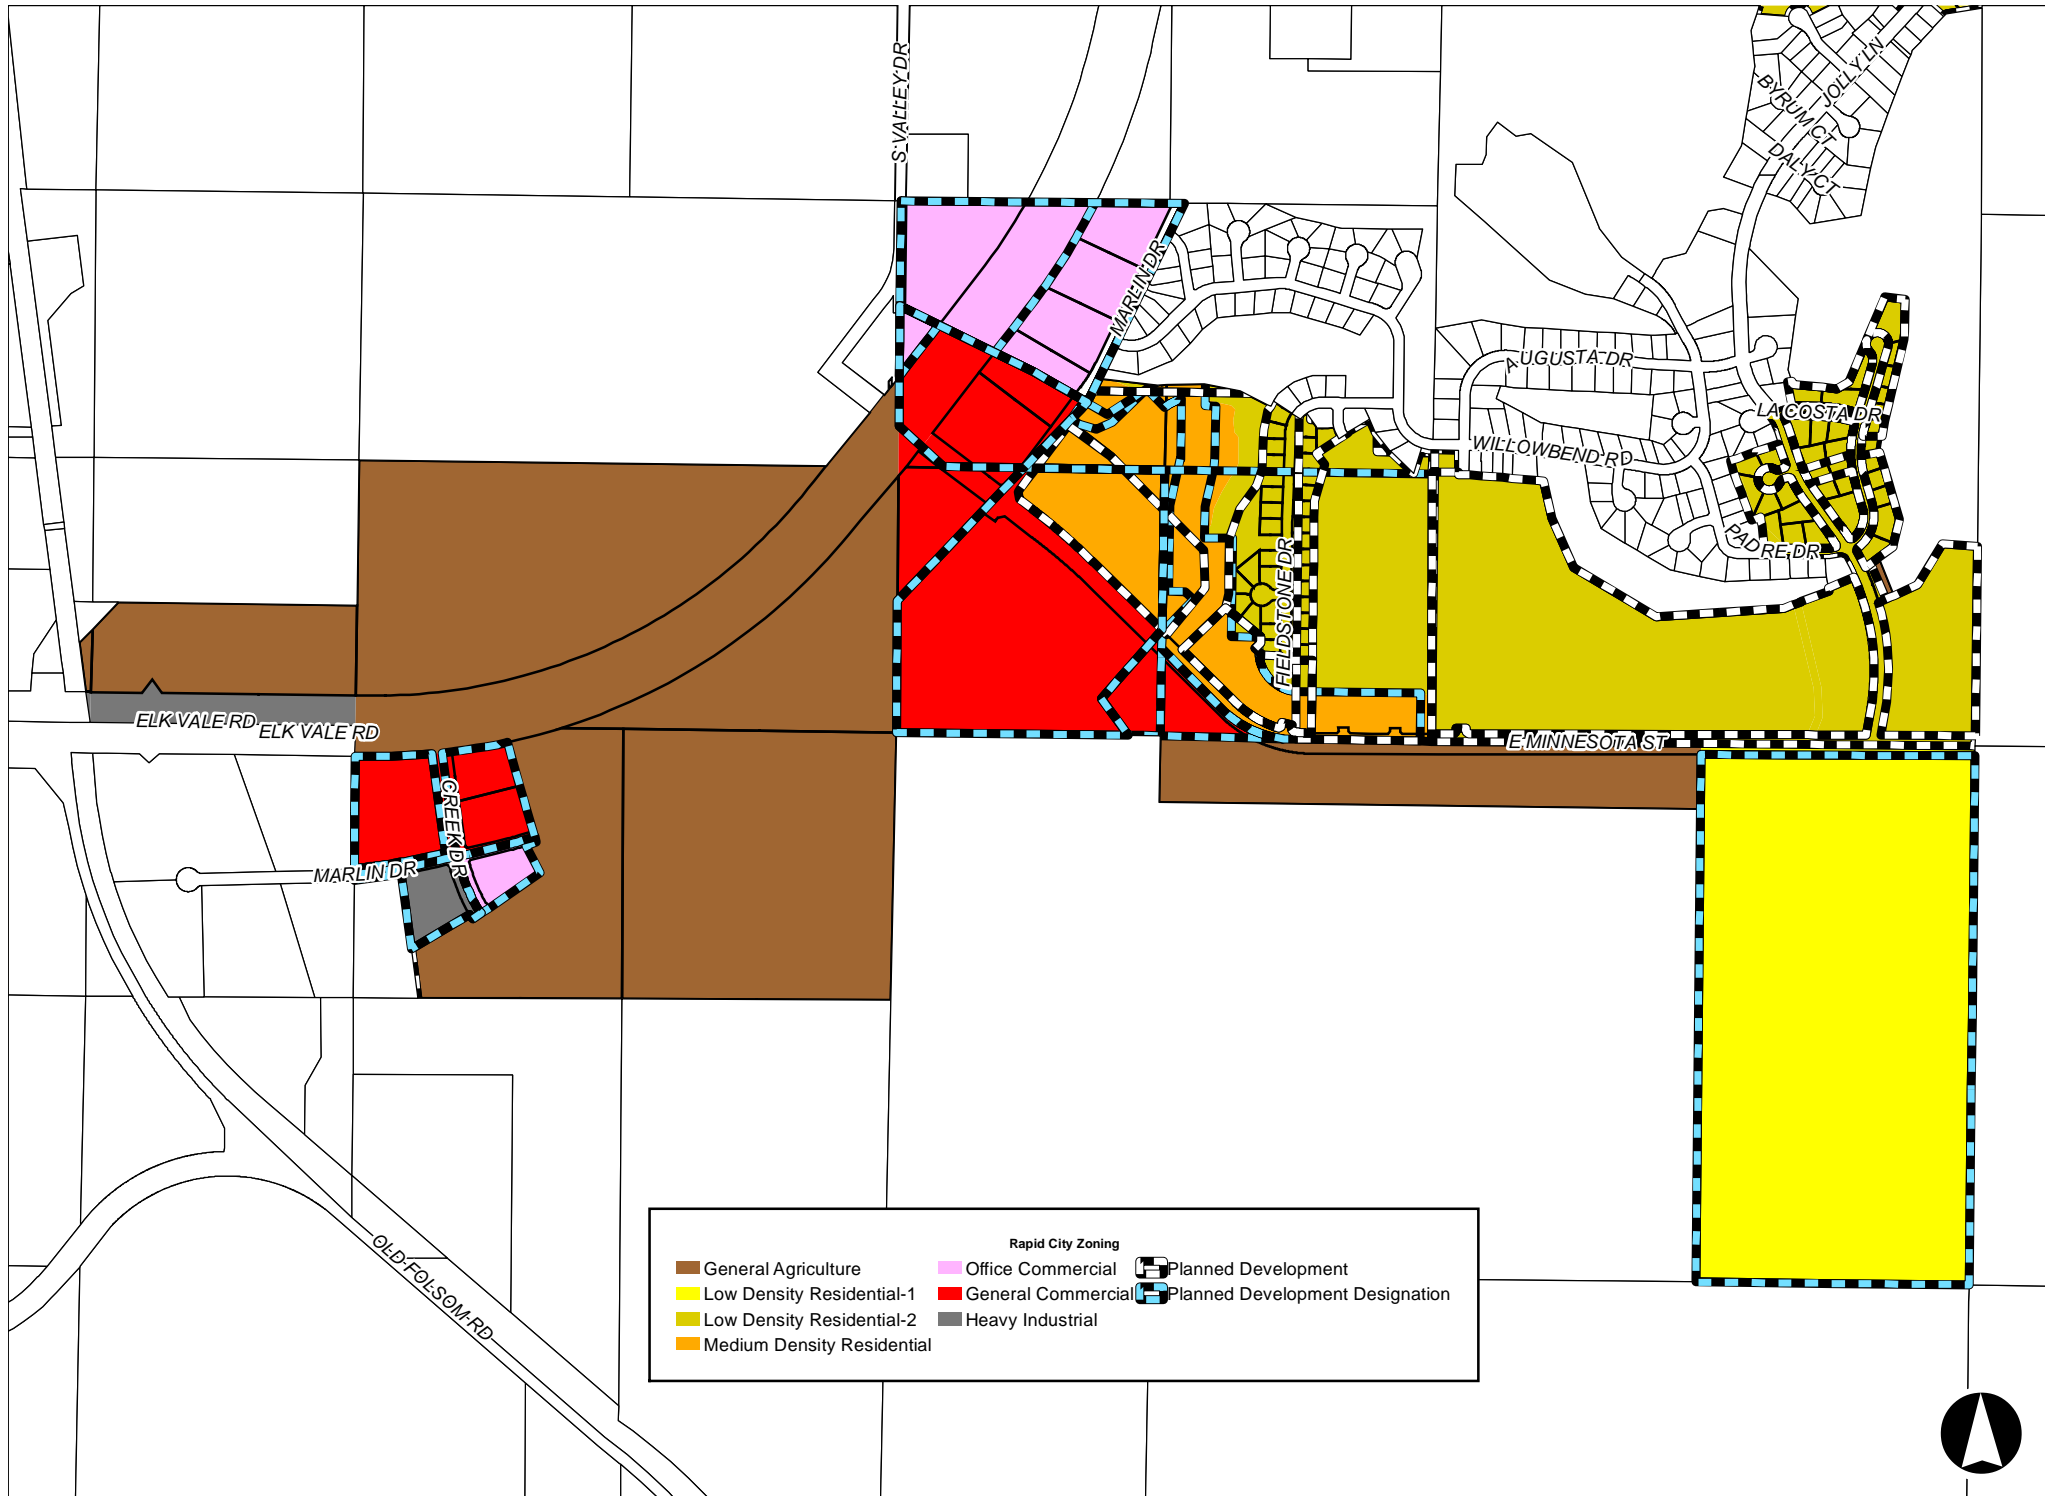 S VALLEY DR
JOLLY LN
BYRUM CT
DALY CT
MARLIN DR
AUGUSTA DR
LA COSTA DR
WILLOWBEND RD
PADRE DR
FIELDSTONE DR
ELK VALE RD
ELK VALE RD
E MINNESOTA ST
CREEK DR
MARLIN DR
OLD FOLSOM RD
Rapid City Zoning
General Agriculture
Low Density Residential-1
Low Density Residential-2
Medium Density Residential
Office Commercial
General Commercial
Heavy Industrial
Planned Development
Planned Development Designation